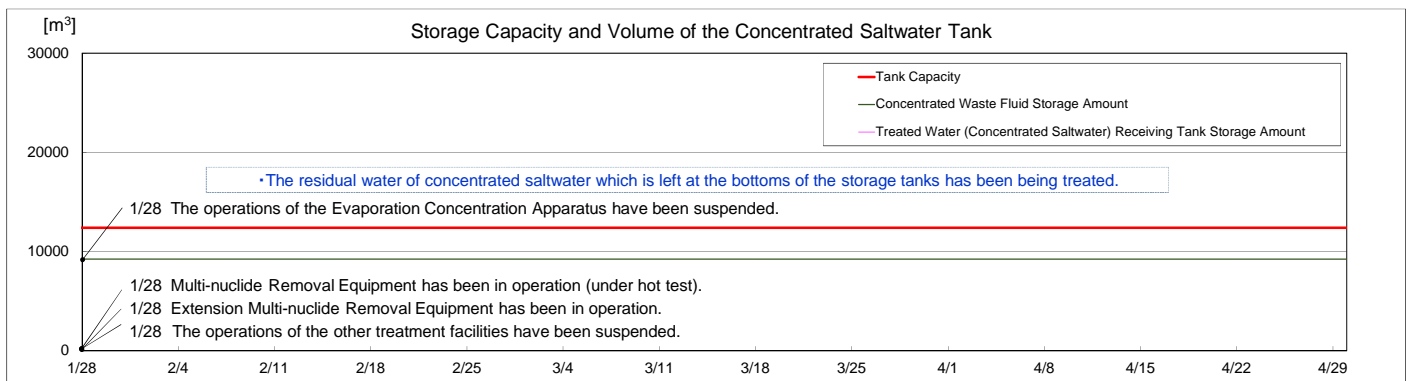 [m³]
Storage Capacity and Volume of the Concentrated Saltwater Tank
30000
Tank Capacity
Concentrated Waste Fluid Storage Amount
Treated Water (Concentrated Saltwater) Receiving Tank Storage Amount
20000
・The residual water of concentrated saltwater which is left at the bottoms of the storage tanks has been being treated.
1/28 The operations of the Evaporation Concentration Apparatus have been suspended.
10000
1/28 Multi-nuclide Removal Equipment has been in operation (under hot test).
1/28 Extension Multi-nuclide Removal Equipment has been in operation.
1/28 The operations of the other treatment facilities have been suspended.
0
1/28 2/4 2/11 2/18 2/25 3/4 3/11 3/18 3/25 4/1 4/8 4/15 4/22 4/29